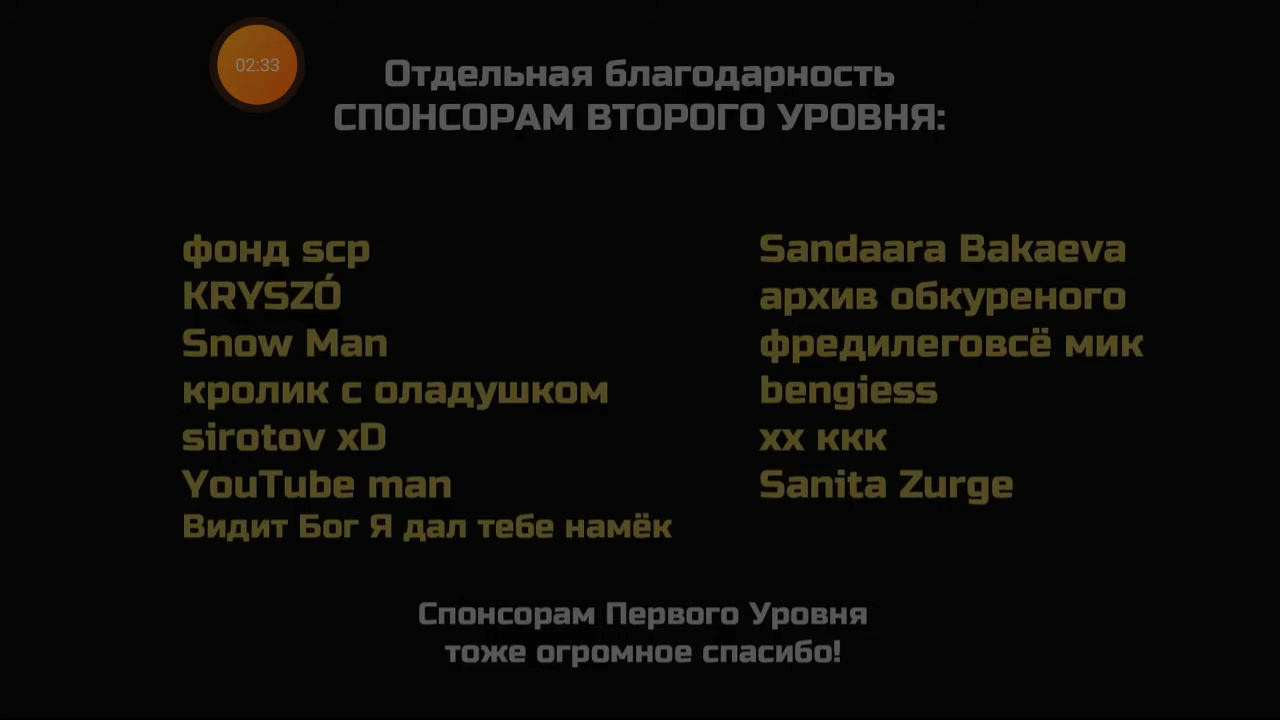 02:33
Отдельная благодарность
СПОНСОРАМ ВТОРОГО УРОВНЯ:
фонд scp
KRYSZÓ
Snow Man
кролик с оладушком
sirotov xD
YouTube man
Видит Бог Я дал тебе намёк
Sandaara Bakaeva
архив обкуреного
фредилеговсё мик
bengiess
xx ккк
Sanita Zurge
Спонсорам Первого Уровня
тоже огромное спасибо!